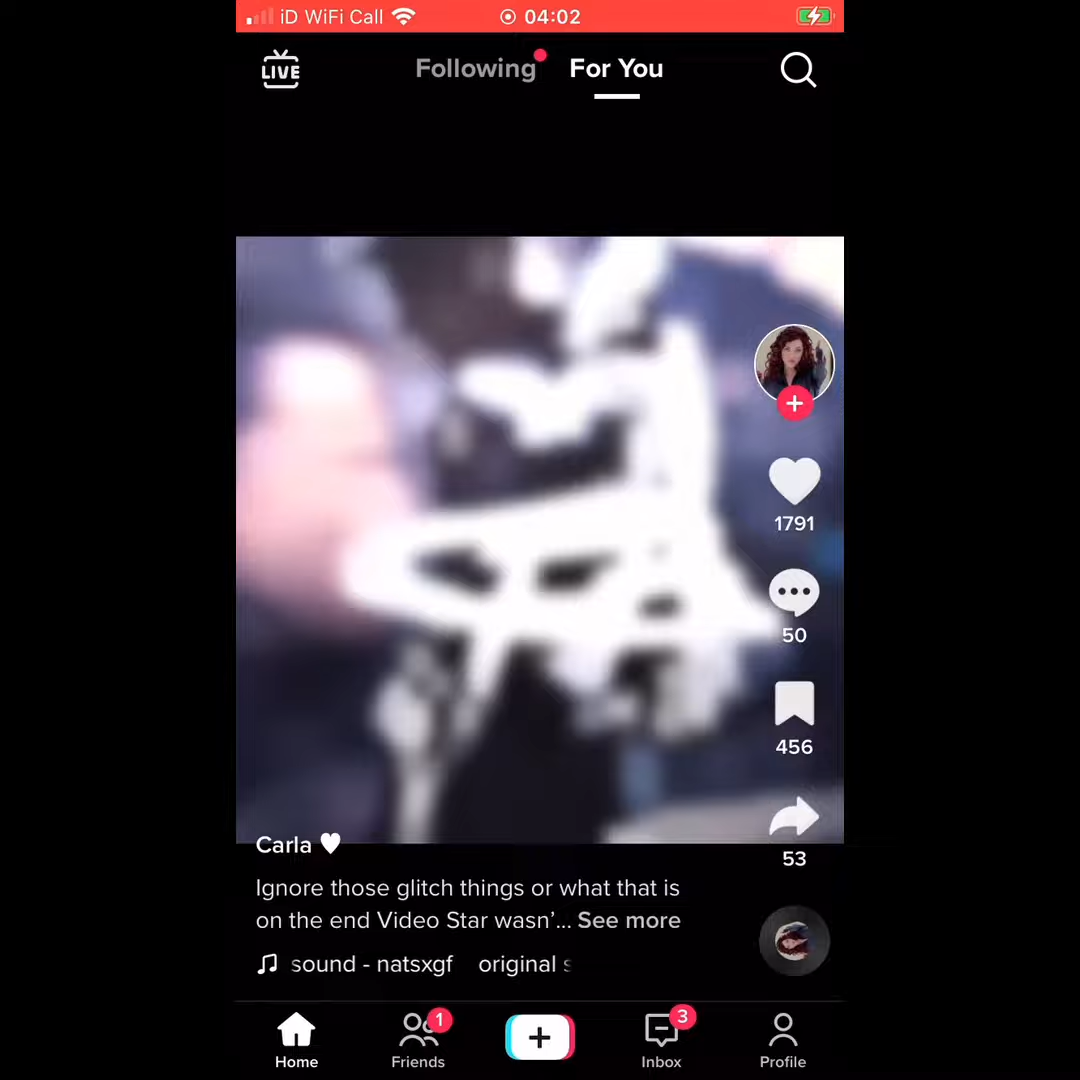 iD WiFi Call
04:02
LIVE
Following
For You
1791
50
456
53
Carla
Ignore those glitch things or what that is
on the end Video Star wasn’... See more
sound - natsxgf original s
1
3
Home
Friends
Inbox
Profile